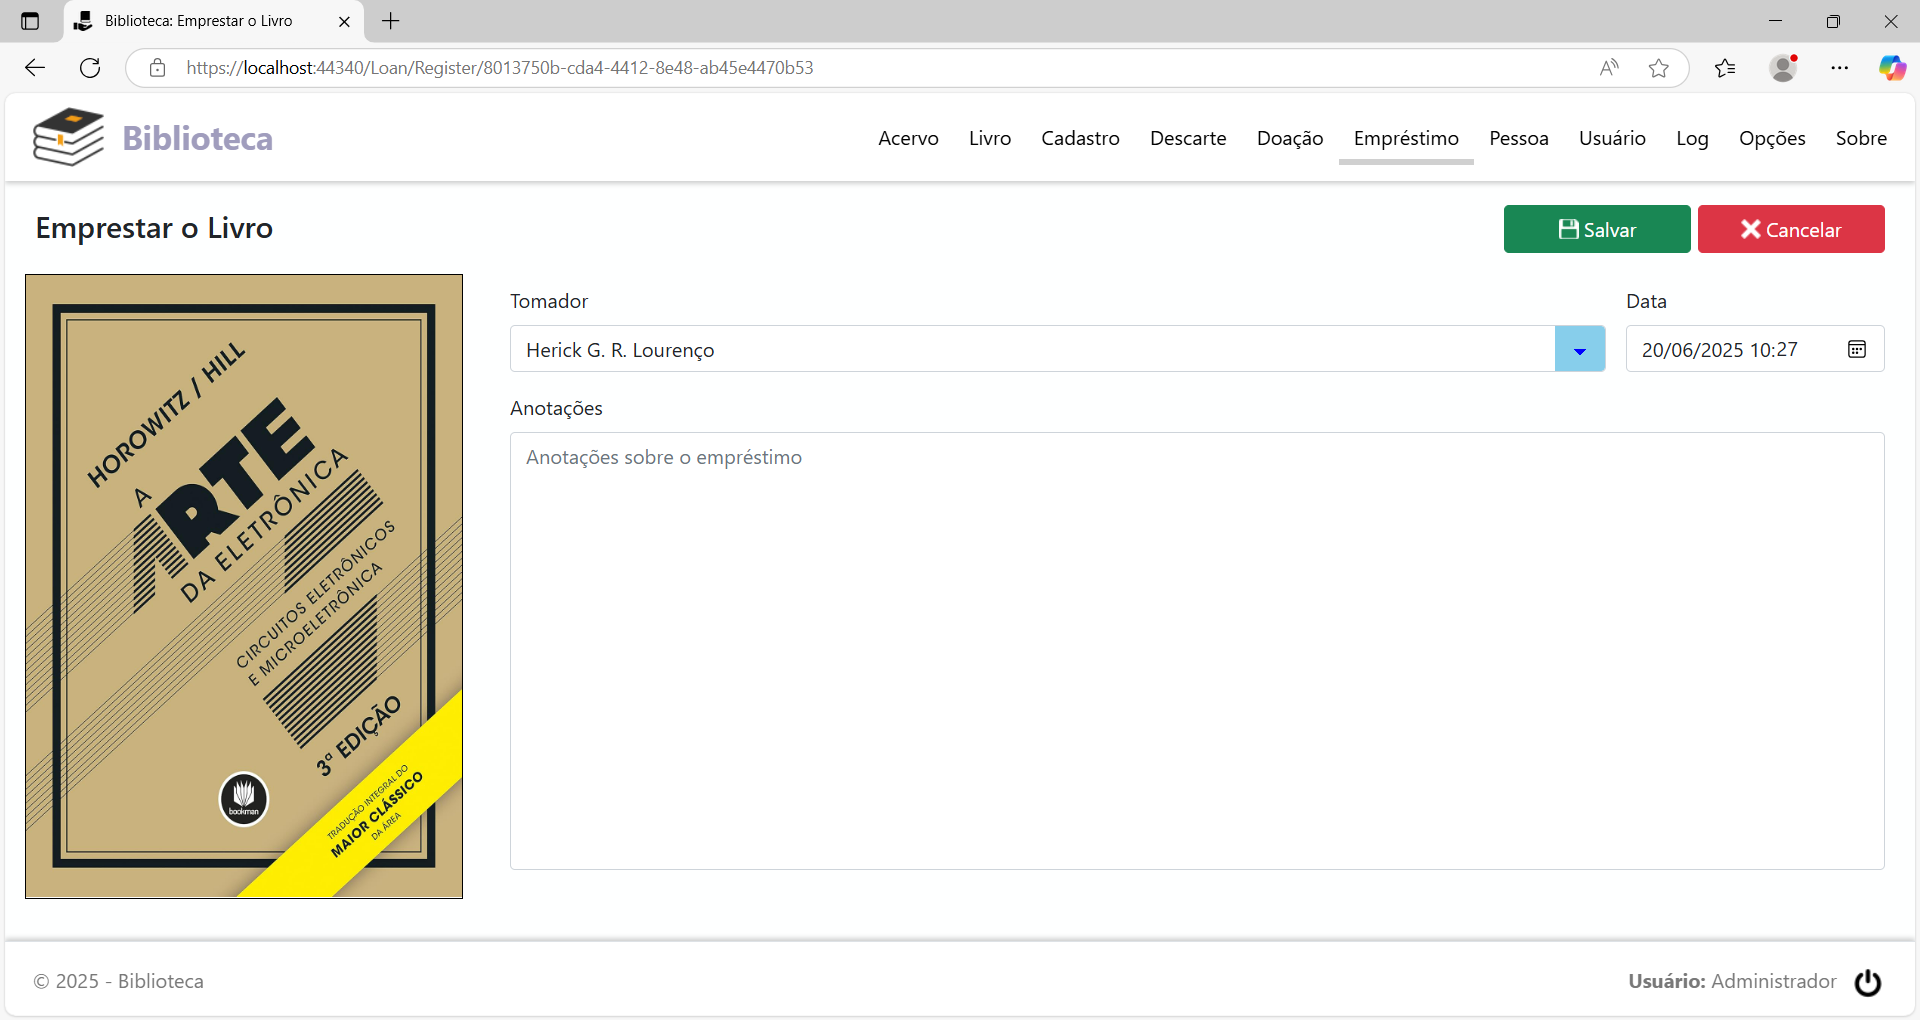 Biblioteca: Emprestar o Livro
https://localhost:44340/Loan/Register/8013750b-cda4-4412-8e48-ab45e4470b53
Biblioteca
Acervo Livro Cadastro Descarte Doação Empréstimo Pessoa Usuário Log Opções Sobre
Emprestar o Livro
Salvar
Cancelar
HOROWITZ / HILL
A
ARTE
DA ELETRÔNICA
CIRCUITOS ELETRÔNICOS
E MICROELETRÔNICA
3ª EDIÇÃO
bookman
TRADUÇÃO INTEGRAL DO
MAIOR CLÁSSICO
DA ÁREA
Tomador
Herick G. R. Lourenço
Data
20/06/2025 10:27
Anotações
Anotações sobre o empréstimo
© 2025 - Biblioteca
Usuário: Administrador